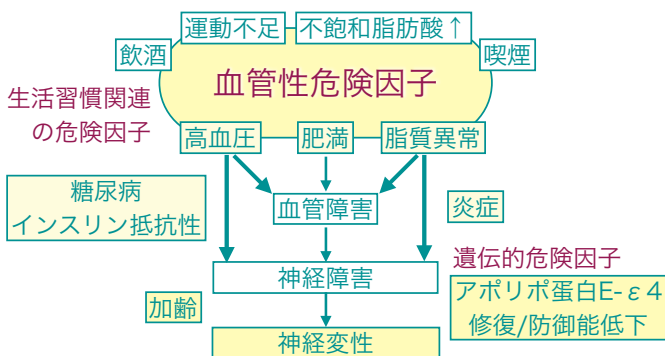 運動不足
不飽和脂肪酸↑
飲酒
喫煙
血管性危険因子
生活習慣関連
の危険因子
高血圧
肥満
脂質異常
糖尿病
インスリン抵抗性
血管障害
炎症
神経障害
遺伝的危険因子
アポリポ蛋白E-ε4
修復/防御能低下
加齢
神経変性